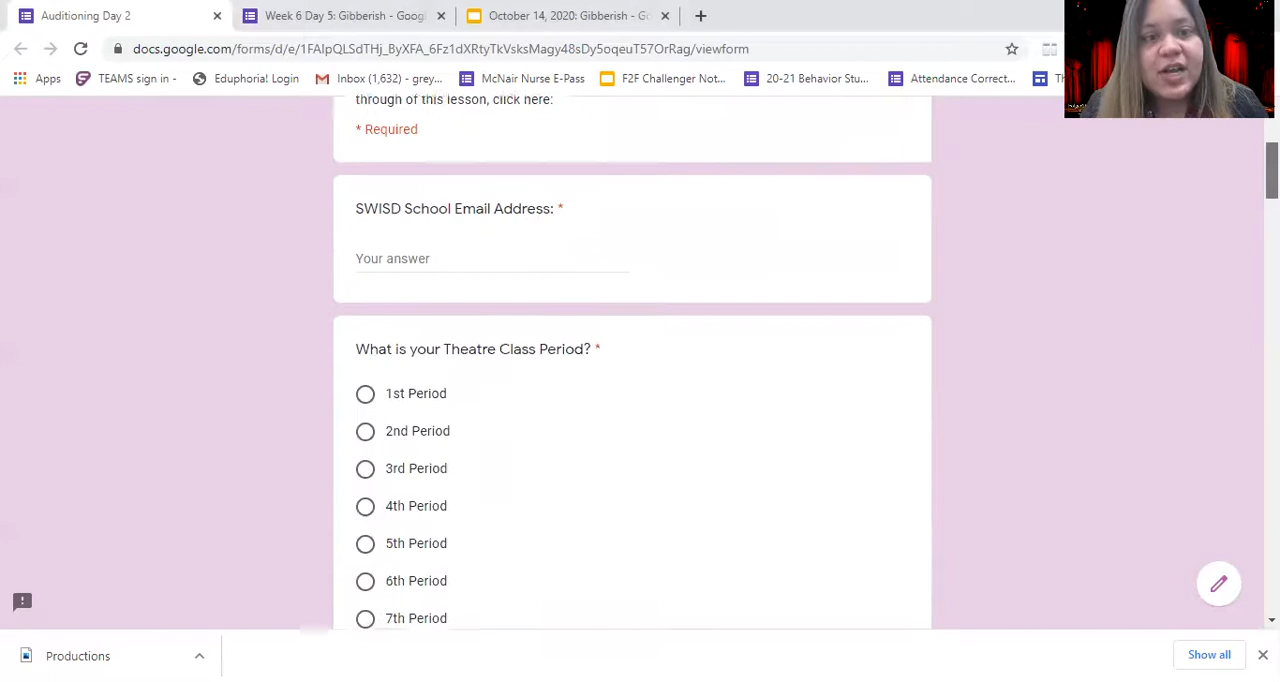 Auditioning Day 2
Week 6 Day 5: Gibberish - Googl
October 14, 2020: Gibberish - Go
docs.google.com/forms/d/e/1FAIpQLSdTHj_ByXFA_6Fz1dXRtyTkVsksMagy48sDy5oqeuT57OrRag/viewform
Apps
TEAMS sign in -
Eduphoria! Login
Inbox (1,632) - grey...
McNair Nurse E-Pass
F2F Challenger Not...
20-21 Behavior Stu...
Attendance Correct...
through of this lesson, click here:
* Required
SWISD School Email Address: *
Your answer
What is your Theatre Class Period? *
1st Period
2nd Period
3rd Period
4th Period
5th Period
6th Period
7th Period
Productions
Show all